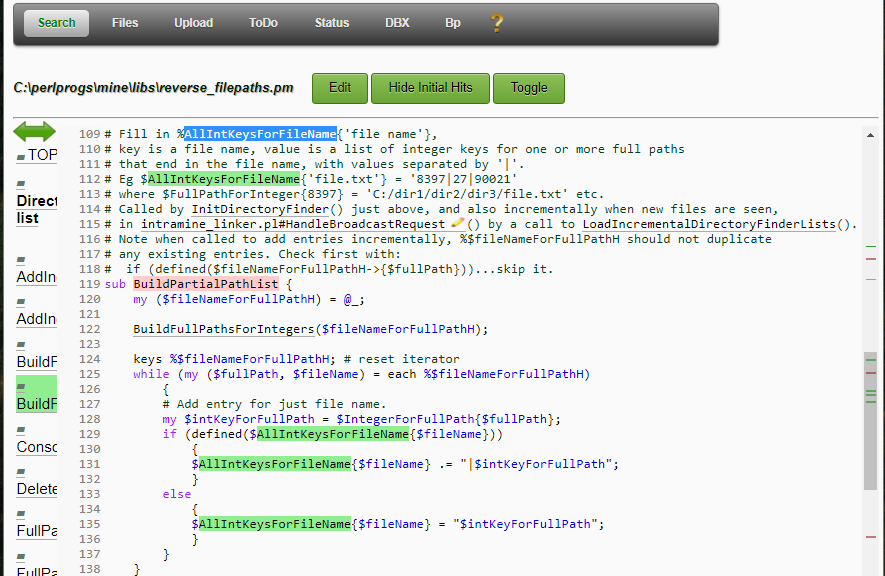 Search Files Upload ToDo Status DBX Bp ?
C:\perlprogs\mine\libs\reverse_filepaths.pm Edit Hide Initial Hits Toggle
TOP
Direct
list
AddIn
AddIn
BuildF
BuildF
Consc
Delete
FullPa
FullPa
109 # Fill in %AllIntKeysForFileName{'file name'},
110 # key is a file name, value is a list of integer keys for one or more full paths
111 # that end in the file name, with values separated by '|'.
112 # Eg $AllIntKeysForFileName{'file.txt'} = '8397|27|90021'
113 # where $FullPathForInteger{8397} = 'C:/dir1/dir2/dir3/file.txt' etc.
114 # Called by InitDirectoryFinder() just above, and also incrementally when new files are seen,
115 # in intramine_linker.pl#HandleBroadcastRequest () by a call to LoadIncrementalDirectoryFinderLists().
116 # Note when called to add entries incrementally, %$fileNameForFullPathH should not duplicate
117 # any existing entries. Check first with:
118 #  if (defined($fileNameForFullPathH->{$fullPath}))...skip it.
119 sub BuildPartialPathList {
120     my ($fileNameForFullPathH) = @_;
121
122     BuildFullPathsForIntegers($fileNameForFullPathH);
123
124     keys %$fileNameForFullPathH; # reset iterator
125     while (my ($fullPath, $fileName) = each %$fileNameForFullPathH)
126         {
127         # Add entry for just file name.
128         my $intKeyForFullPath = $IntegerForFullPath{$fullPath};
129         if (defined($AllIntKeysForFileName{$fileName}))
130             {
131             $AllIntKeysForFileName{$fileName} .= "|$intKeyForFullPath";
132             }
133         else
134             {
135             $AllIntKeysForFileName{$fileName} = "$intKeyForFullPath";
136             }
137         }
138     }